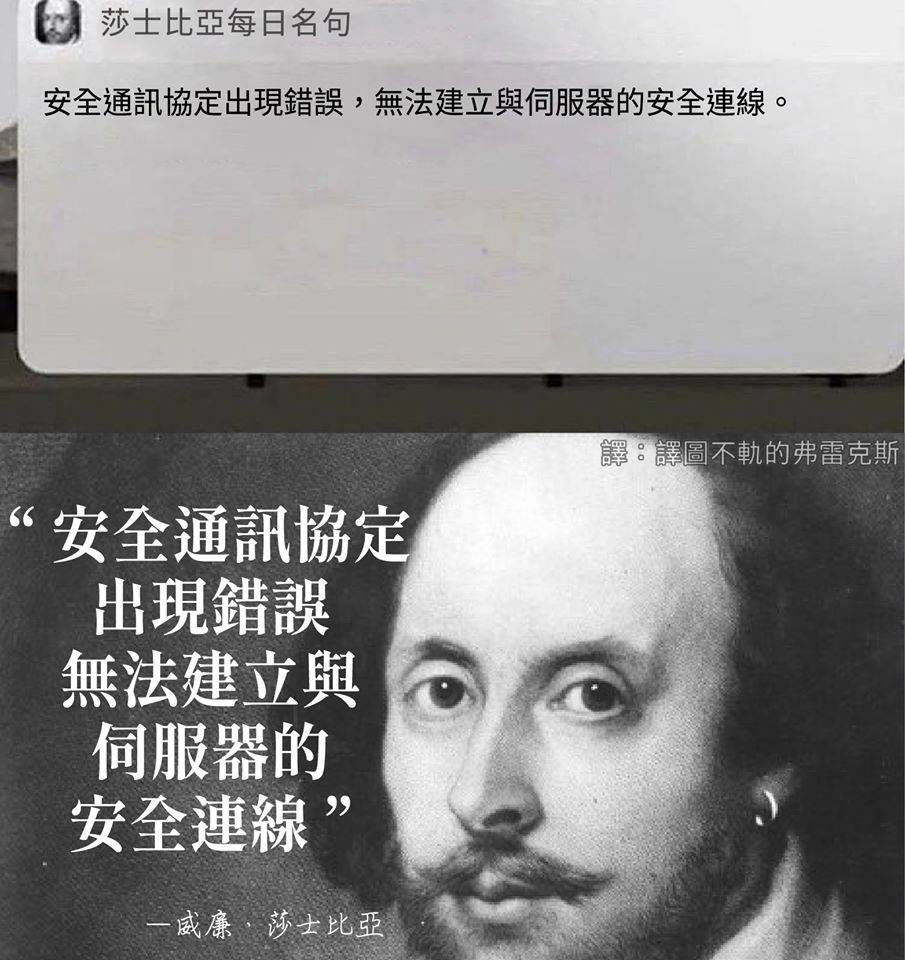 莎士比亞每日名句
安全通訊協定出現錯誤，無法建立與伺服器的安全連線。
譯：譯圖不軌的弗雷克斯
“安全通訊協定
出現錯誤
無法建立與
伺服器的
安全連線”
—威廉．莎士比亞